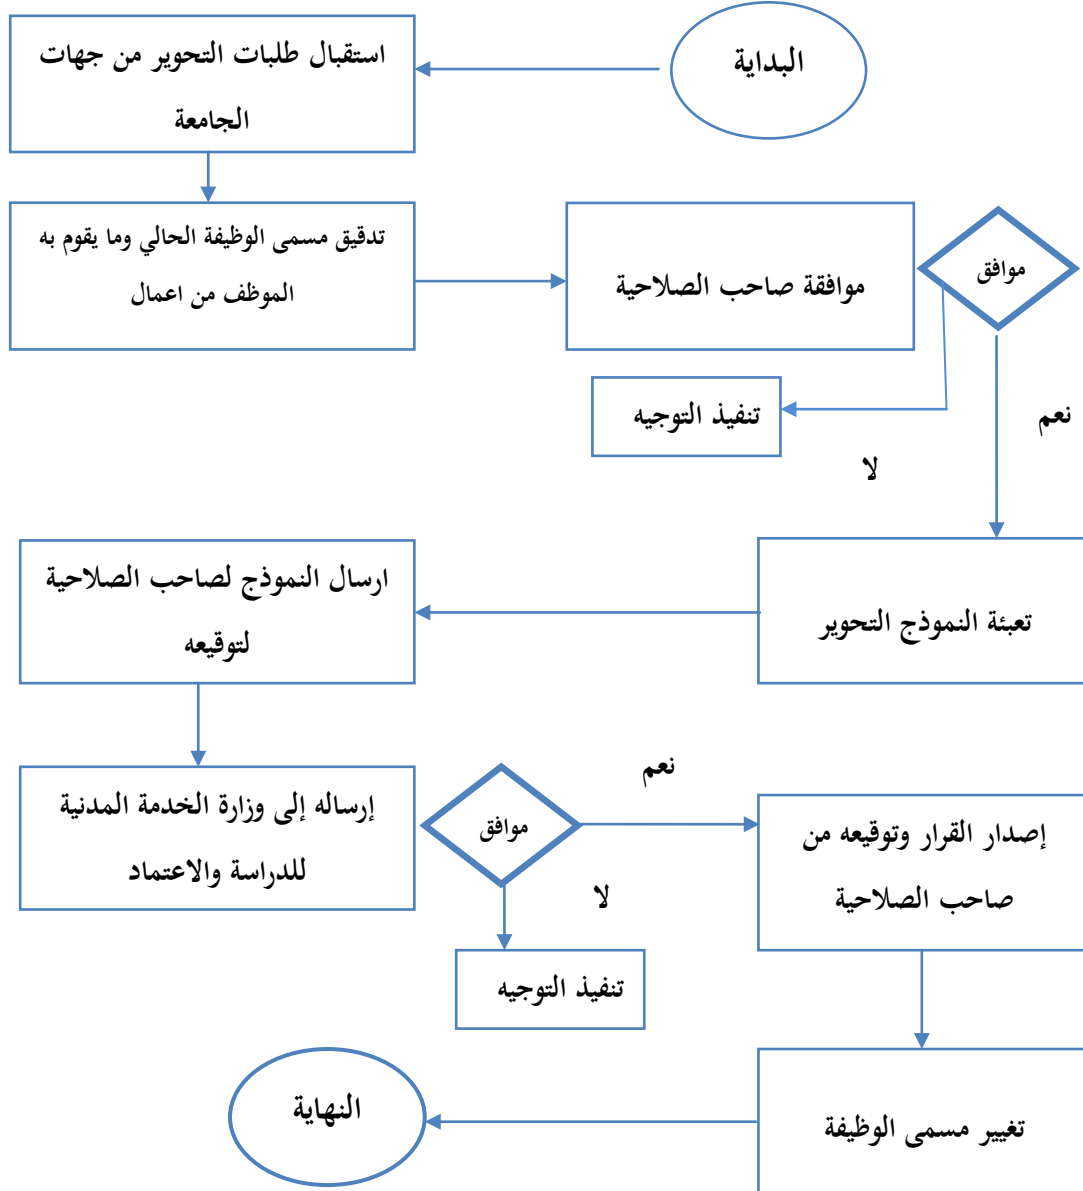 البداية
استقبال طلبات التحوير من جهات
الجامعة
تدقيق مسمى الوظيفة الحالي وما يقوم به
الموظف من اعمال
موافقة صاحب الصلاحية
موافق
تنفيذ التوجيه
لا
نعم
تعبئة النموذج التحوير
ارسال النموذج لصاحب الصلاحية
لتوقيعه
إرساله إلى وزارة الخدمة المدنية
للدراسة والاعتماد
موافق
نعم
لا
تنفيذ التوجيه
إصدار القرار وتوقيعه من
صاحب الصلاحية
تغيير مسمى الوظيفة
النهاية